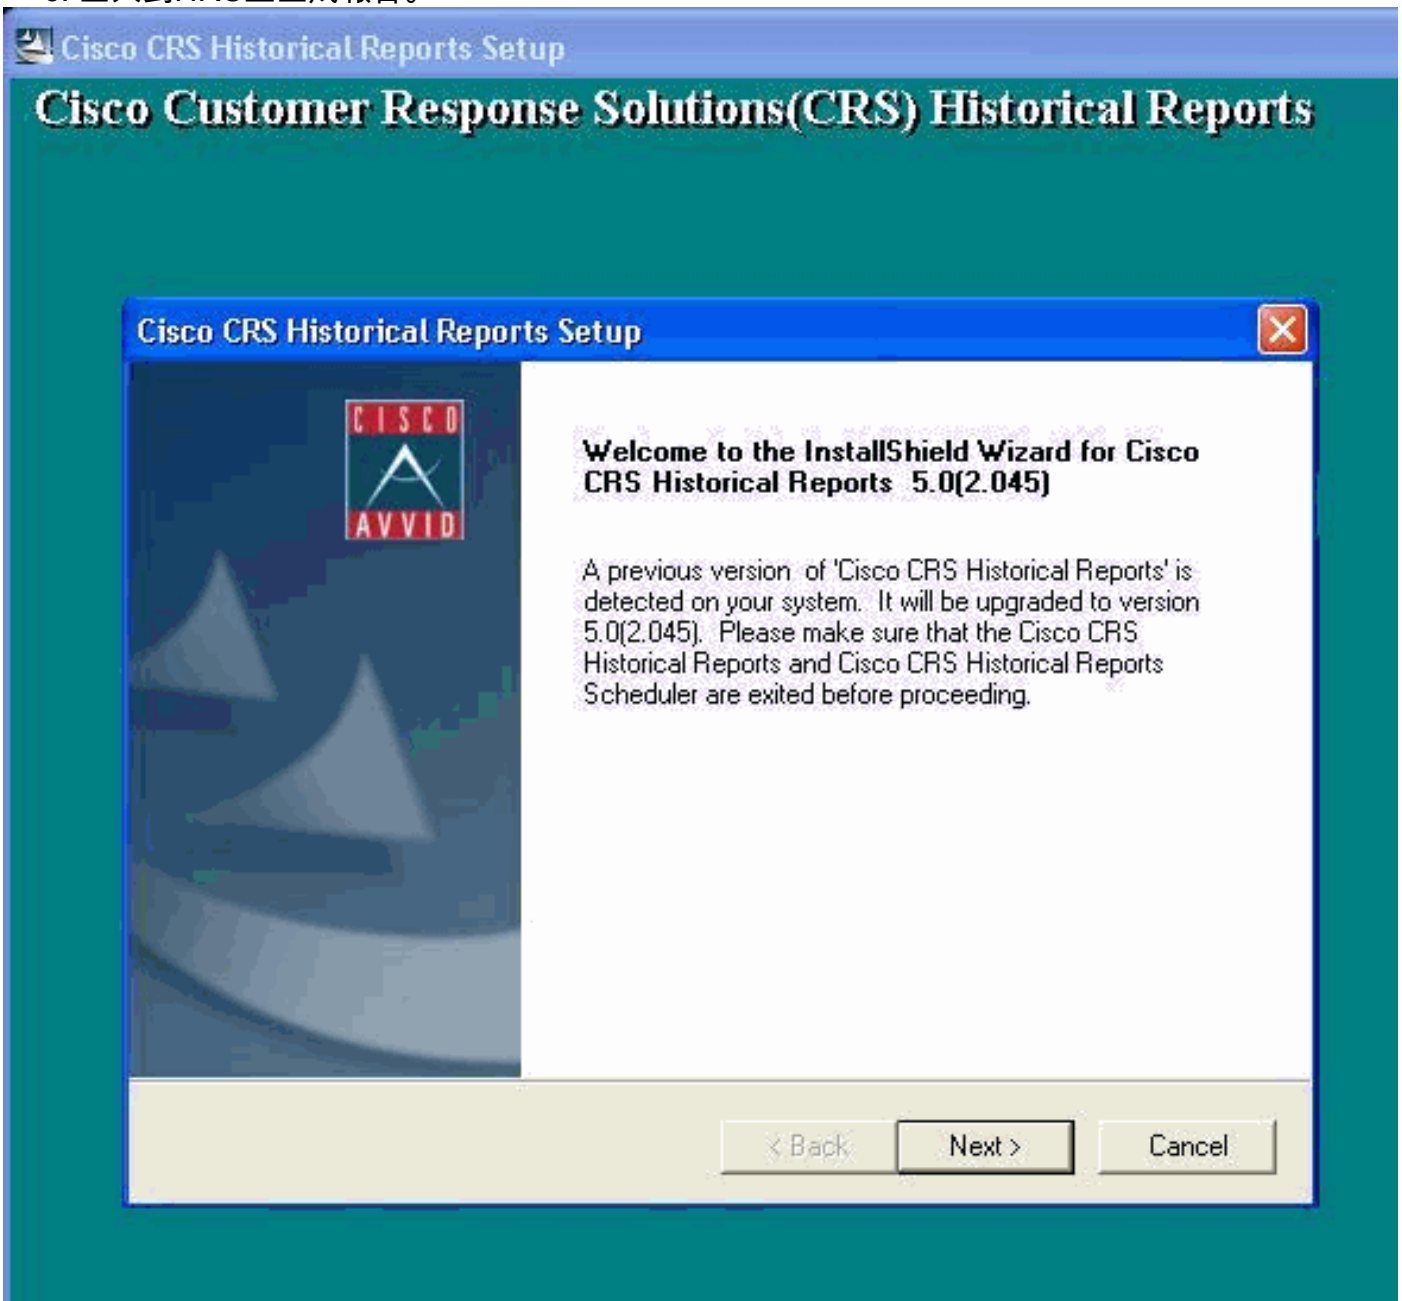 Cisco CRS Historical Reports Setup
Cisco Customer Response Solutions(CRS) Historical Reports
Cisco CRS Historical Reports Setup
CISCO
AVVID
Welcome to the InstallShield Wizard for Cisco
CRS Historical Reports 5.0(2.045)
A previous version of 'Cisco CRS Historical Reports' is
detected on your system. It will be upgraded to version
5.0(2.045). Please make sure that the Cisco CRS
Historical Reports and Cisco CRS Historical Reports
Scheduler are exited before proceeding.
< Back
Next >
Cancel